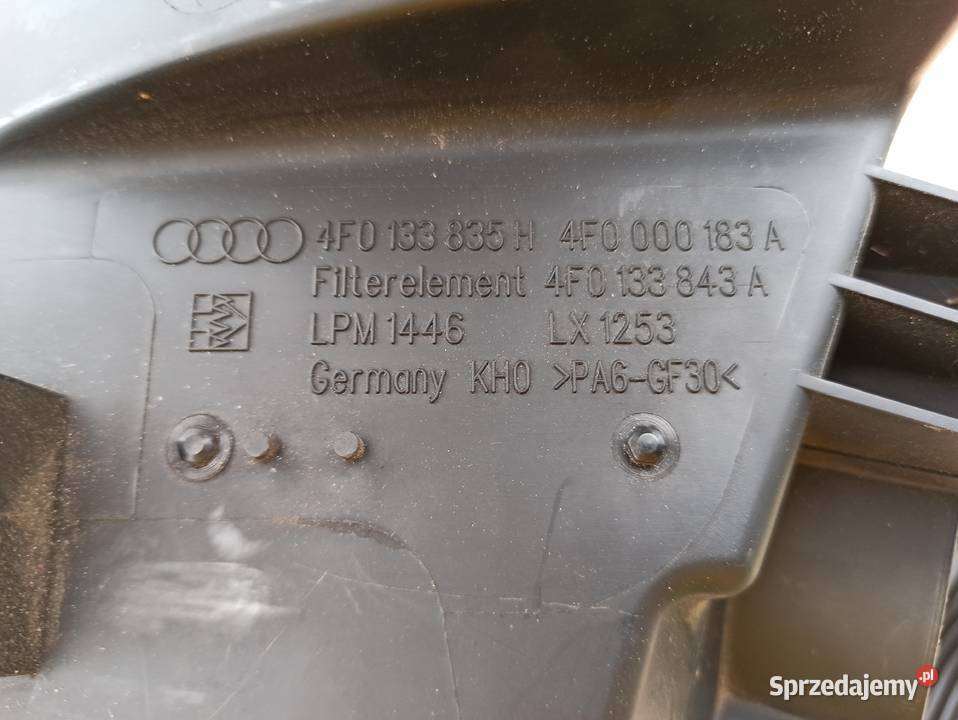 4F0 133 835 H 4F0 000 183 A
Filterelement 4F0 133 843 A
LPM 1446 LX 1253
Germany KHO >PA6-GF30<
Sprzedajemy.pl